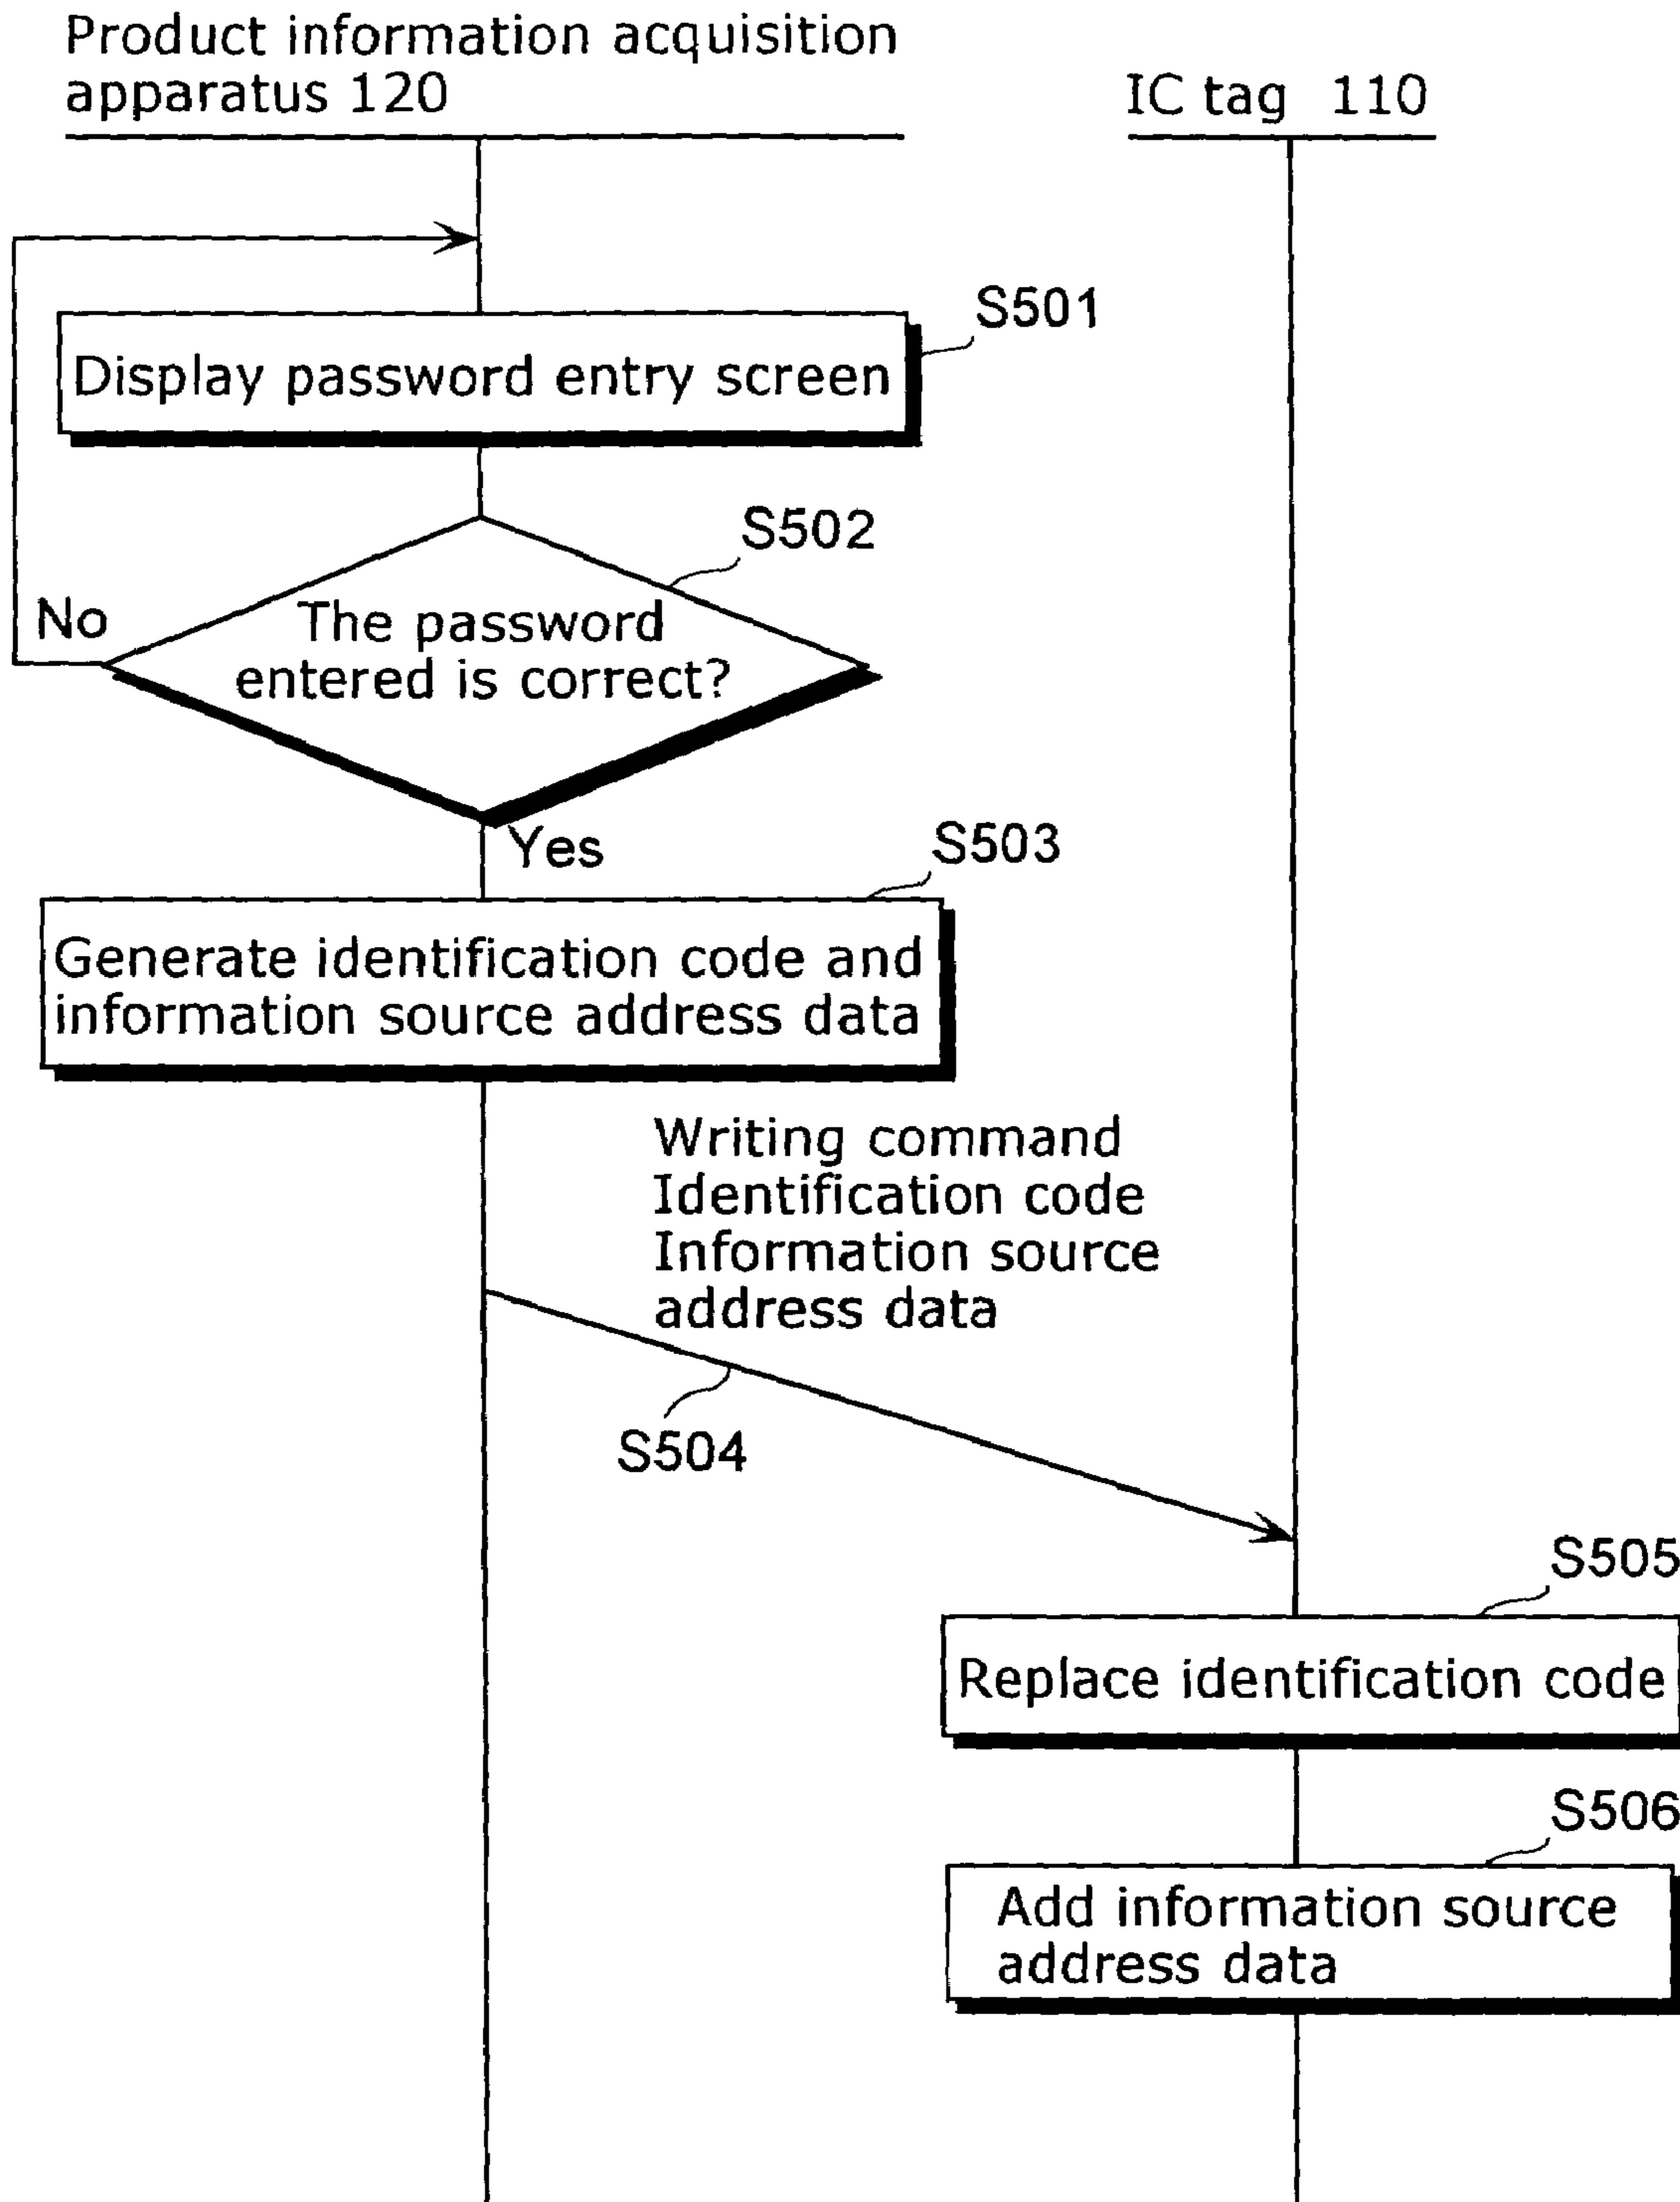 Product information acquisition
apparatus 120
IC tag 110
S501
Display password entry screen
S502
No
The password
entered is correct?
Yes
S503
Generate identification code and
information source address data
Writing command
Identification code
Information source
address data
S504
S505
Replace identification code
S506
Add information source
address data